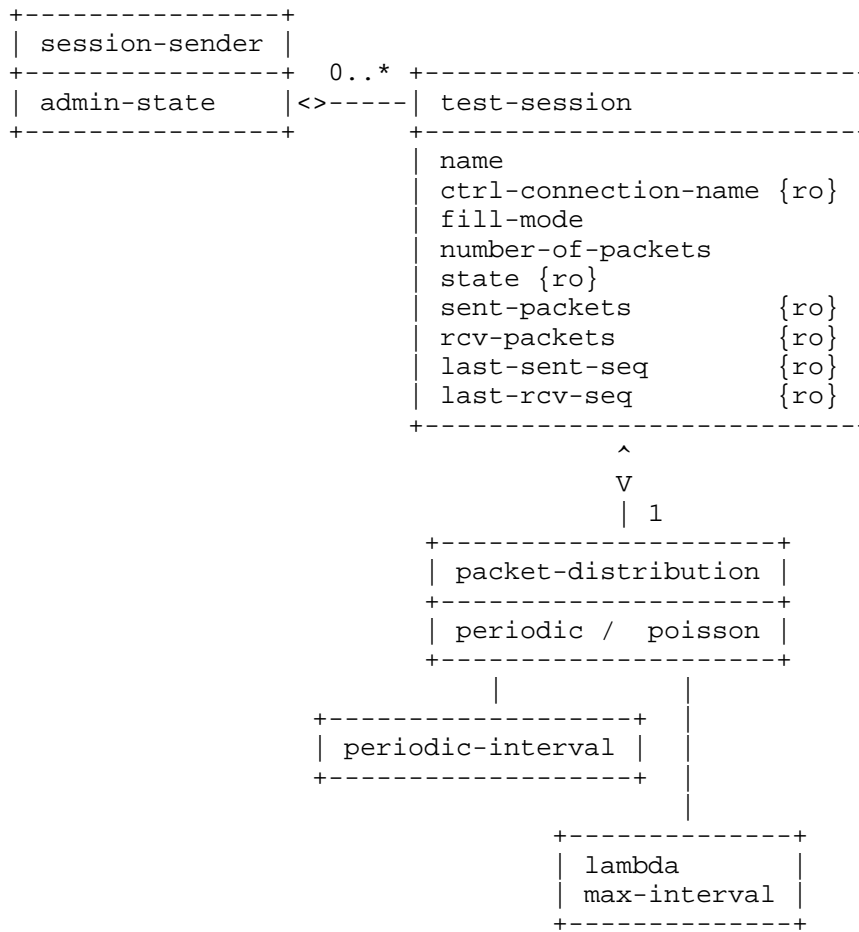 session-sender
0..*
admin-state <> test-session
name
ctrl-connection-name {ro}
fill-mode
number-of-packets
state {ro}
sent-packets {ro}
rcv-packets {ro}
last-sent-seq {ro}
last-rcv-seq {ro}
^
V
1
packet-distribution
periodic / poisson
periodic-interval
lambda
max-interval